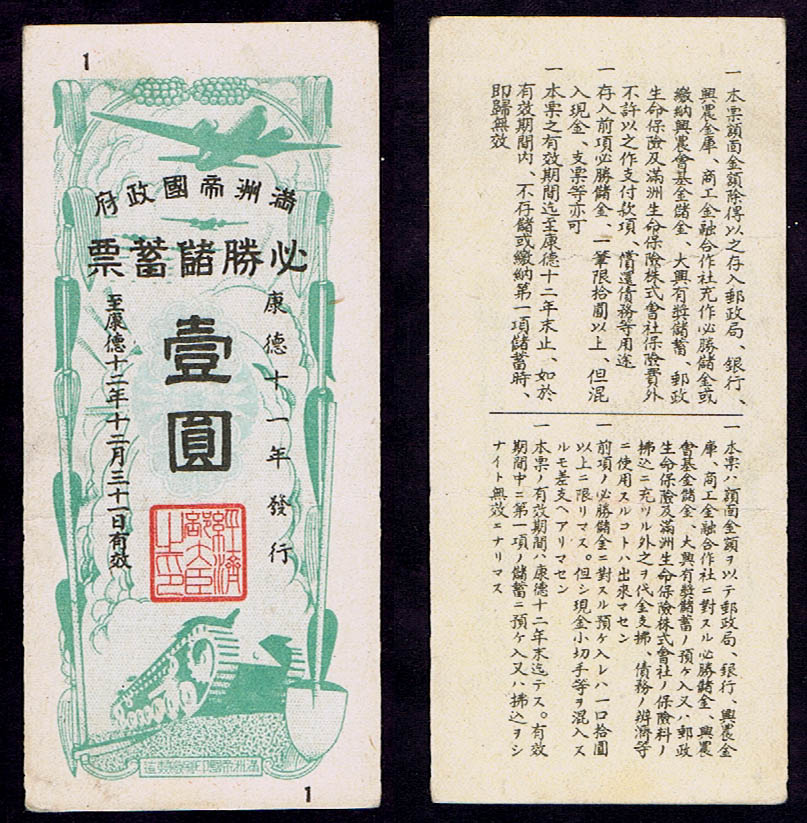 1
滿洲帝國政府
必勝儲蓄票
康德十一年發行
壹圓
至康德十二年十二月三十一日有效
經濟
部大臣
之印
滿洲帝國印刷廠製造
1
一 本票額面金額除得以之存入郵政局、銀行、
興農金庫、商工金融合作社充作必勝儲金或
繳納興農會基金儲金、大興有獎儲蓄、郵政
生命保險及滿洲生命保險株式會社保險費外
不許以之作支付款項、償還債務等用途
一 存入前項必勝儲金、一筆限拾圓以上、但混
入現金、支票等亦可
一 本票之有效期間迄至康德十二年末止、如於
有效期間內、不存儲或繳納第一項儲蓄時、
即歸無效
一 本票ハ額面金額ヲ以テ郵政局、銀行、興農金
庫、商工金融合作社ニ對スル必勝儲金、興農
會基金儲金、大興有獎儲蓄ノ預ケ入又ハ郵政
生命保險及滿洲生命保險株式會社ノ保險料ノ
拂込ニ充ツル外之ヲ代金支拂、債務ノ辨濟等
ニ使用スルコトハ出來マセン
一 前項ノ必勝儲金ニ對スル預ケ入レハ一口拾圓
以上ニ限リマス。但シ現金小切手等ヲ混入ス
ルモ差支ヘアリマセン
一 本票ノ有效期間ハ康德十二年末迄テス。有效
期間中ニ第一項ノ儲蓄ニ預ケ入又ハ拂込ヲシ
ナイト無效ニナリマス